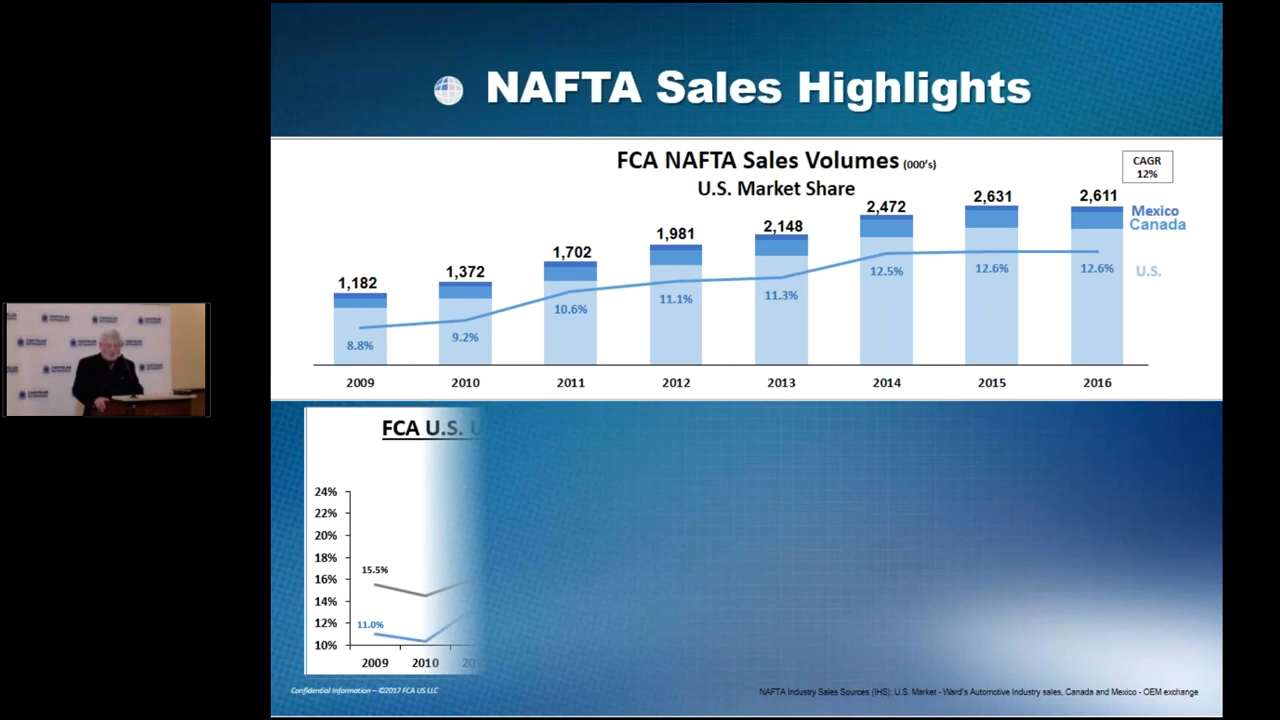 NAFTA Sales Highlights
FCA NAFTA Sales Volumes (000's)
U.S. Market Share
CAGR
12%
1,182
1,372
1,702
1,981
2,148
2,472
2,631
2,611
Mexico
Canada
U.S.
8.8%
9.2%
10.6%
11.1%
11.3%
12.5%
12.6%
12.6%
2009 2010 2011 2012 2013 2014 2015 2016
FCA U.S. U
24%
22%
20%
18%
16%
14%
12%
10%
15.5%
11.0%
2009 2010 20
Confidential Information – ©2017 FCA US LLC
NAFTA Industry Sales Sources (IHS): U.S. Market - Ward's Automotive Industry sales, Canada and Mexico - OEM exchange